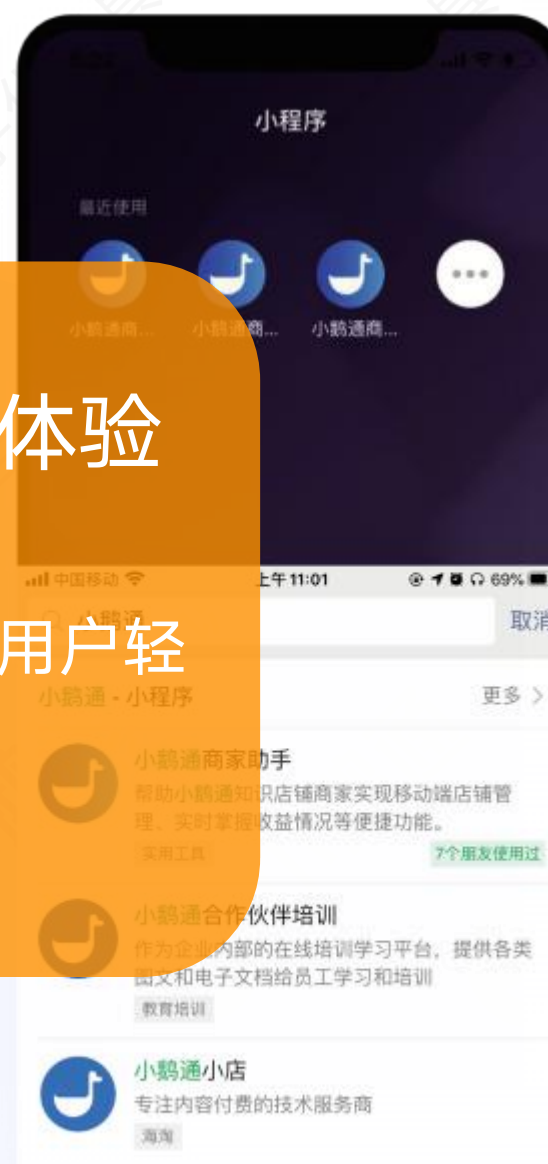 小程序
最近使用
小鹅通商...
小鹅通商...
小鹅通商...
体验
中国移动 上午11:01 69%
小鹅通 取消
用户轻
小鹅通 - 小程序 更多 >
小鹅通商家助手
帮助小鹅通知识店铺商家实现移动端店铺管
理、实时掌握收益情况等便捷功能。
实用工具 7个朋友使用过
小鹅通合作伙伴培训
作为企业内部的在线培训学习平台，提供各类
图文和电子文档给员工学习和培训
教育培训
小鹅通小店
专注内容付费的技术服务商
海淘